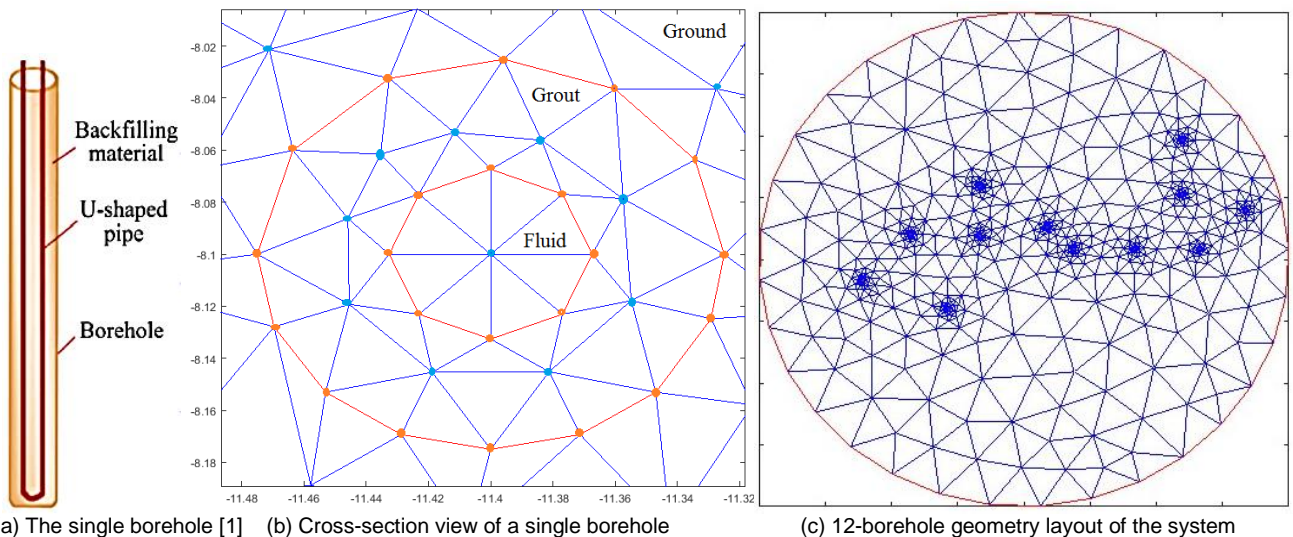 Backfilling
material
U-shaped
pipe
Borehole
-8.02
-8.04
-8.06
-8.08
-8.1
-8.12
-8.14
-8.16
-8.18
Ground
Grout
Fluid
-11.48 -11.46 -11.44 -11.42 -11.4 -11.38 -11.36 -11.34 -11.32
a) The single borehole [1] (b) Cross-section view of a single borehole (c) 12-borehole geometry layout of the system